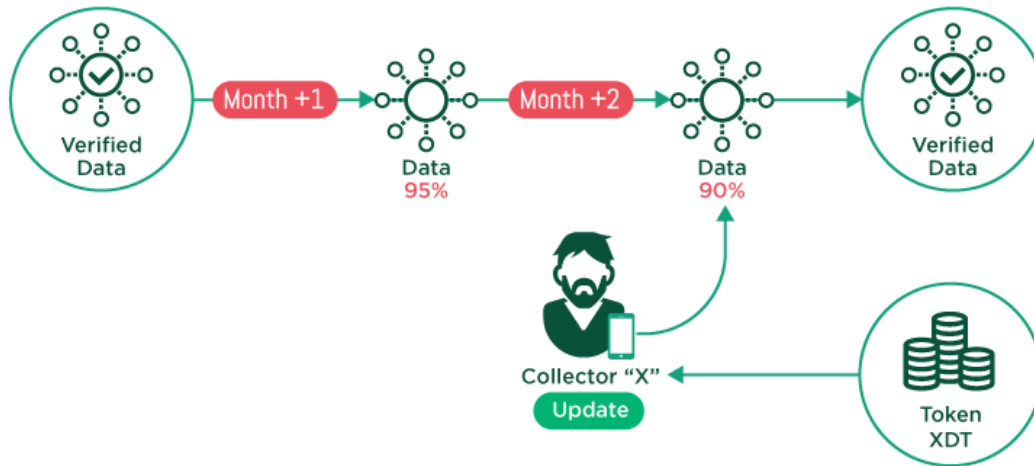 Verified
Data
Month +1
Data
95%
Month +2
Data
90%
Verified
Data
Collector “X”
Update
Token
XDT